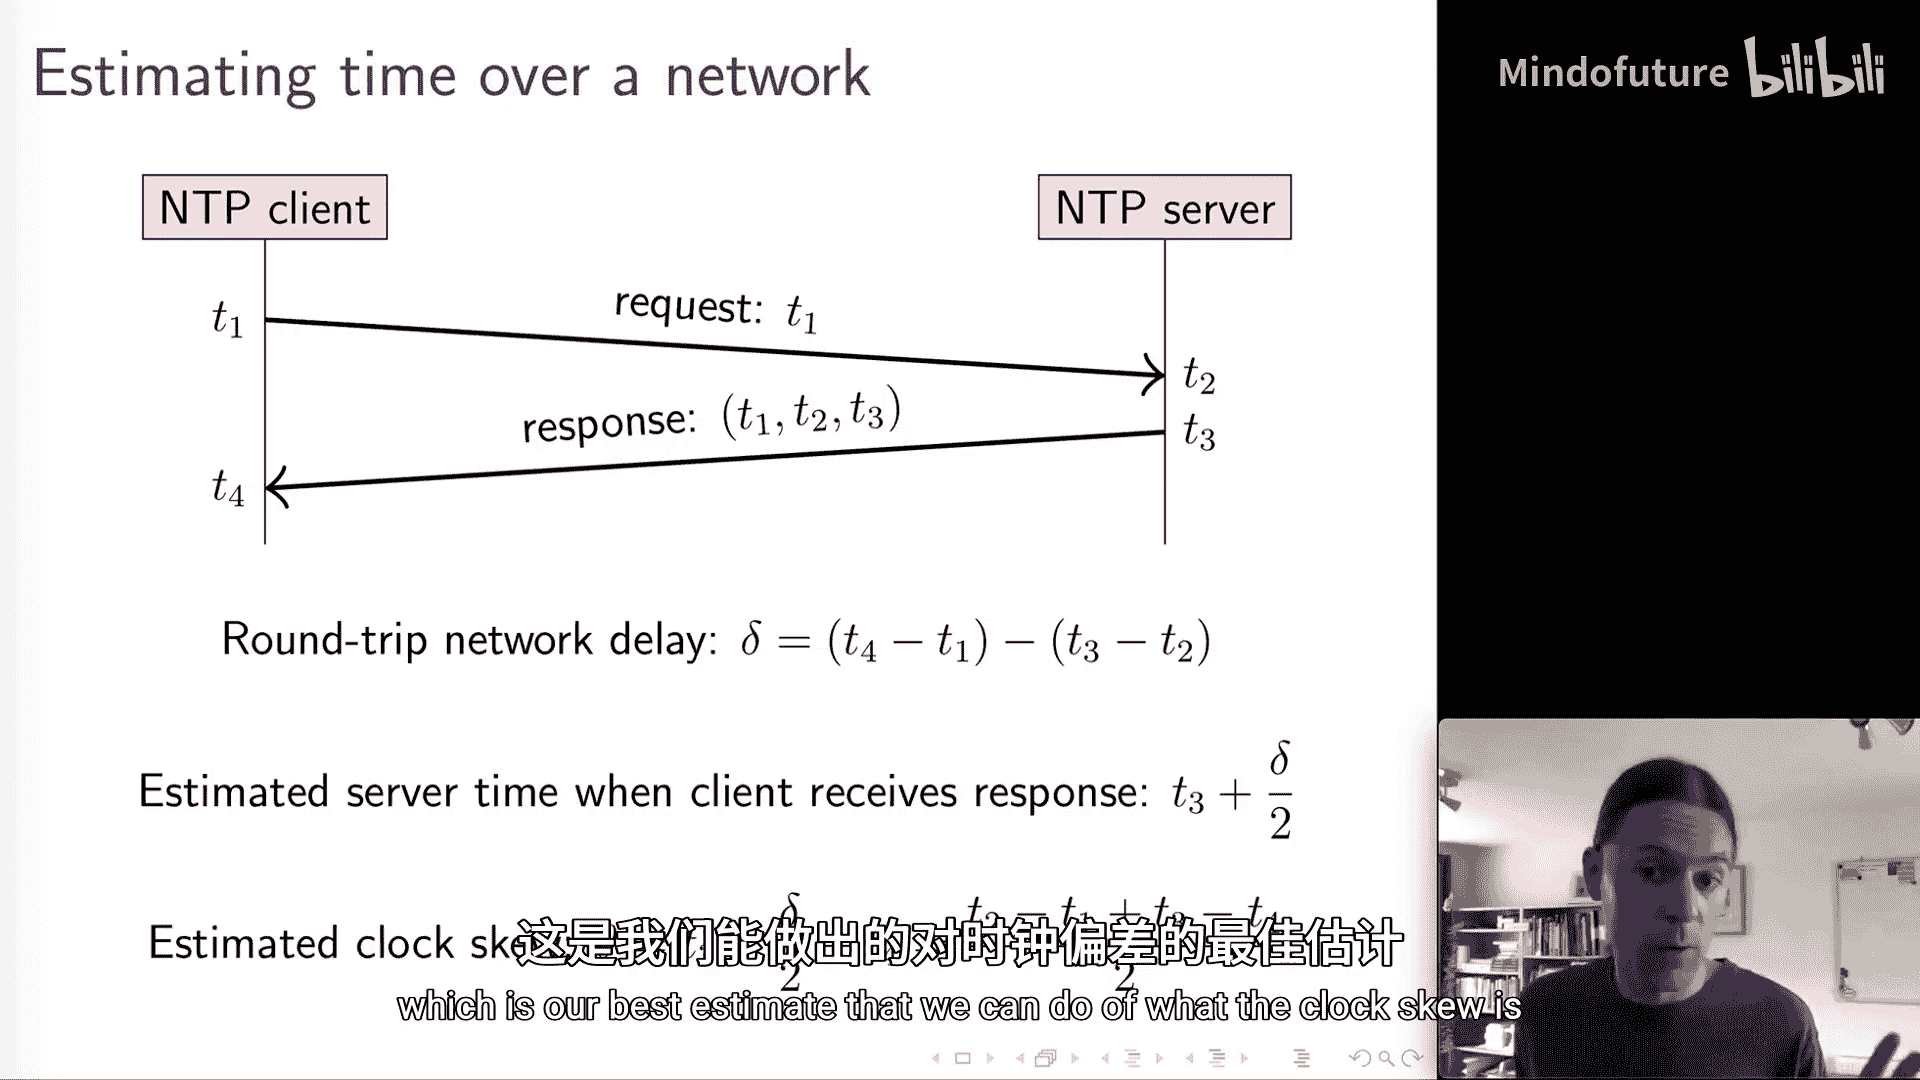 Estimating time over a network
Mindofuture bilibili
NTP client
NTP server
request: t₁
t₁
t₂
response: (t₁, t₂, t₃)
t₃
t₄
Round-trip network delay: δ = (t₄ − t₁) − (t₃ − t₂)
Estimated server time when client receives response: t₃ + δ/2
Estimated clock
这是我们能做出的对时钟偏差的最佳估计
which is our best estimate that we can do of what the clock skew is